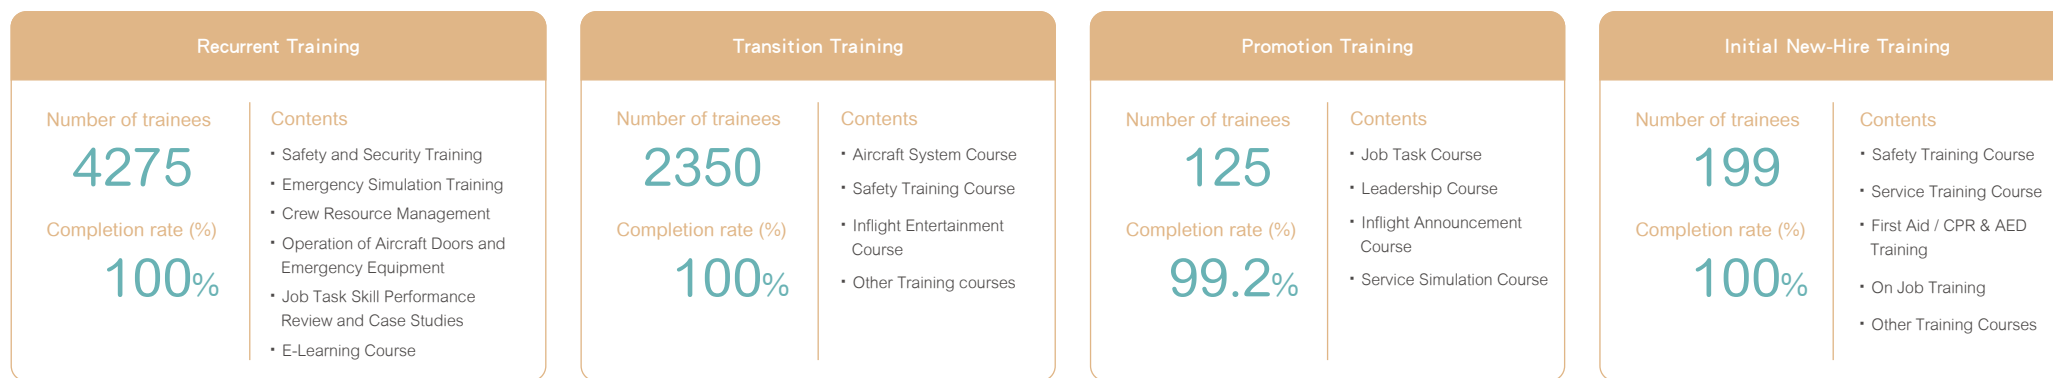 Recurrent Training
Number of trainees
4275
Completion rate (%)
100%
Contents
· Safety and Security Training
· Emergency Simulation Training
· Crew Resource Management
· Operation of Aircraft Doors and
Emergency Equipment
· Job Task Skill Performance
Review and Case Studies
· E-Learning Course
Transition Training
Number of trainees
2350
Completion rate (%)
100%
Contents
· Aircraft System Course
· Safety Training Course
· Inflight Entertainment
Course
· Other Training courses
Promotion Training
Number of trainees
125
Completion rate (%)
99.2%
Contents
· Job Task Course
· Leadership Course
· Inflight Announcement
Course
· Service Simulation Course
Initial New-Hire Training
Number of trainees
199
Completion rate (%)
100%
Contents
· Safety Training Course
· Service Training Course
· First Aid / CPR & AED
Training
· On Job Training
· Other Training Courses